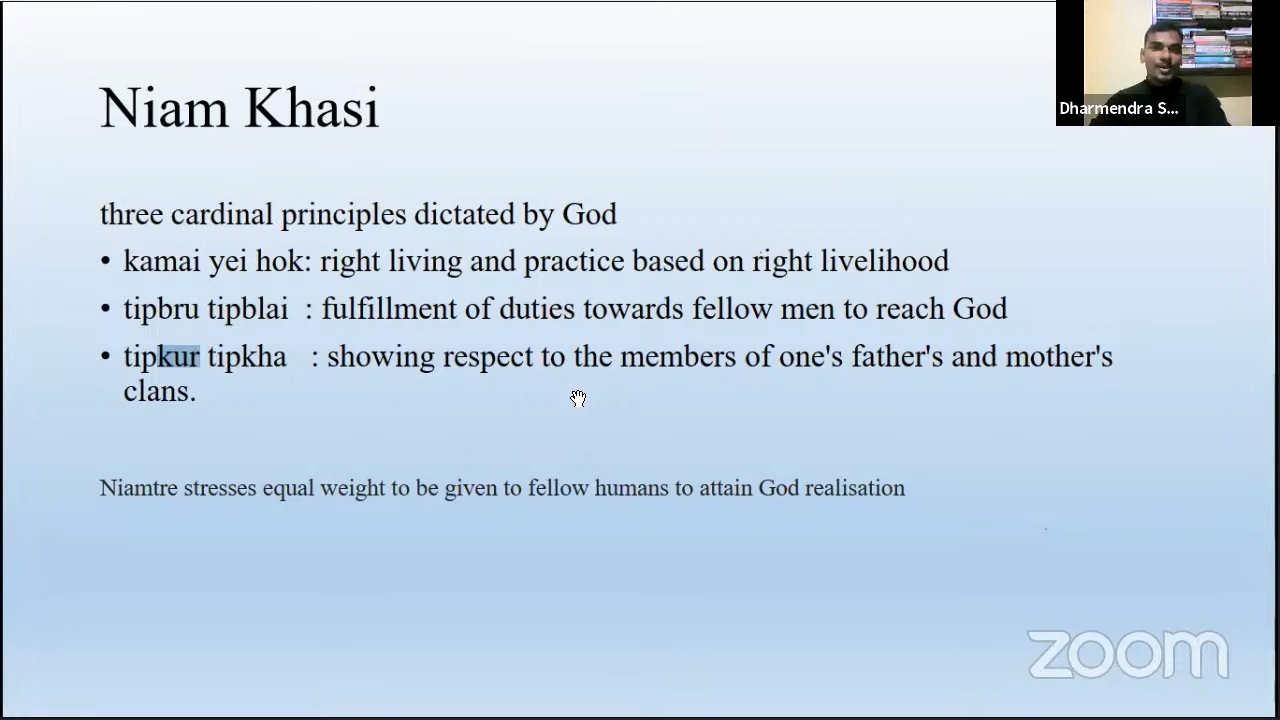 Niam Khasi
Dharmendra S...
three cardinal principles dictated by God
• kamai yei hok: right living and practice based on right livelihood
• tipbru tipblai : fulfillment of duties towards fellow men to reach God
• tipkur tipkha : showing respect to the members of one's father's and mother's
clans.
Niamtre stresses equal weight to be given to fellow humans to attain God realisation
zoom